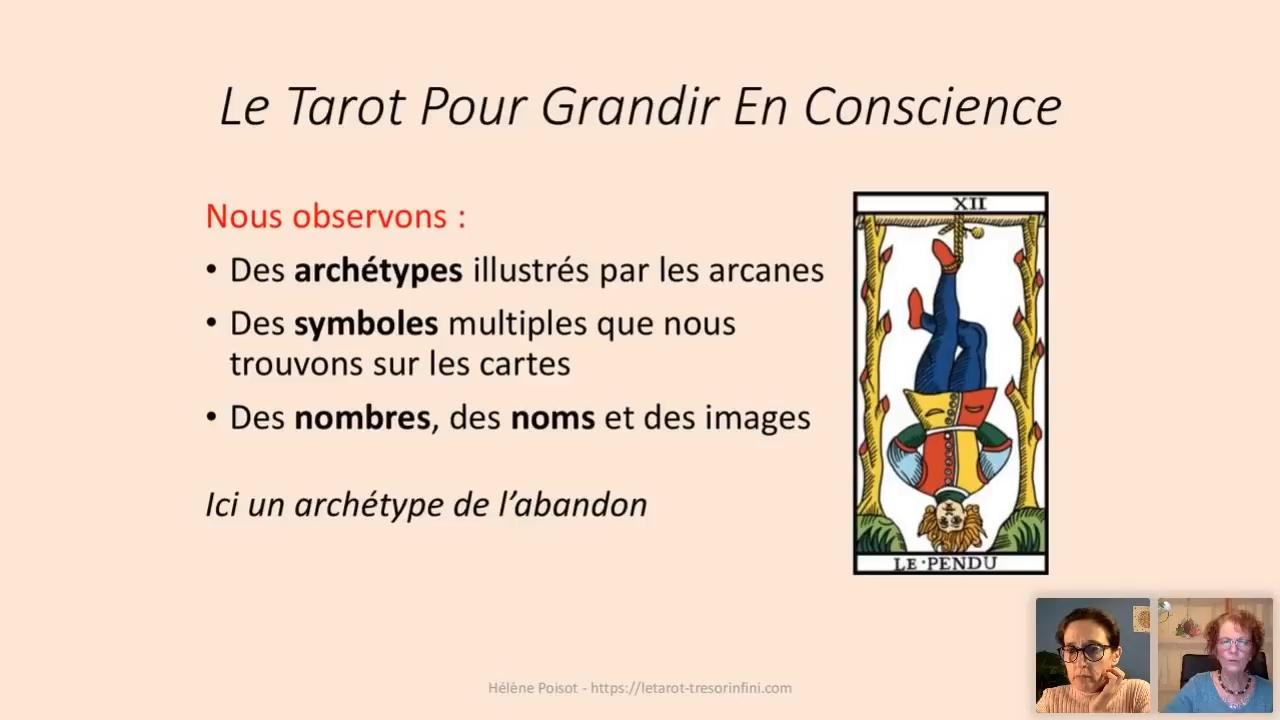 Le Tarot Pour Grandir En Conscience
Nous observons :
• Des archétypes illustrés par les arcanes
• Des symboles multiples que nous
trouvons sur les cartes
• Des nombres, des noms et des images
Ici un archétype de l’abandon
XII
LE·PENDU
Hélène Poisot - https://letarot-tresorinfini.com